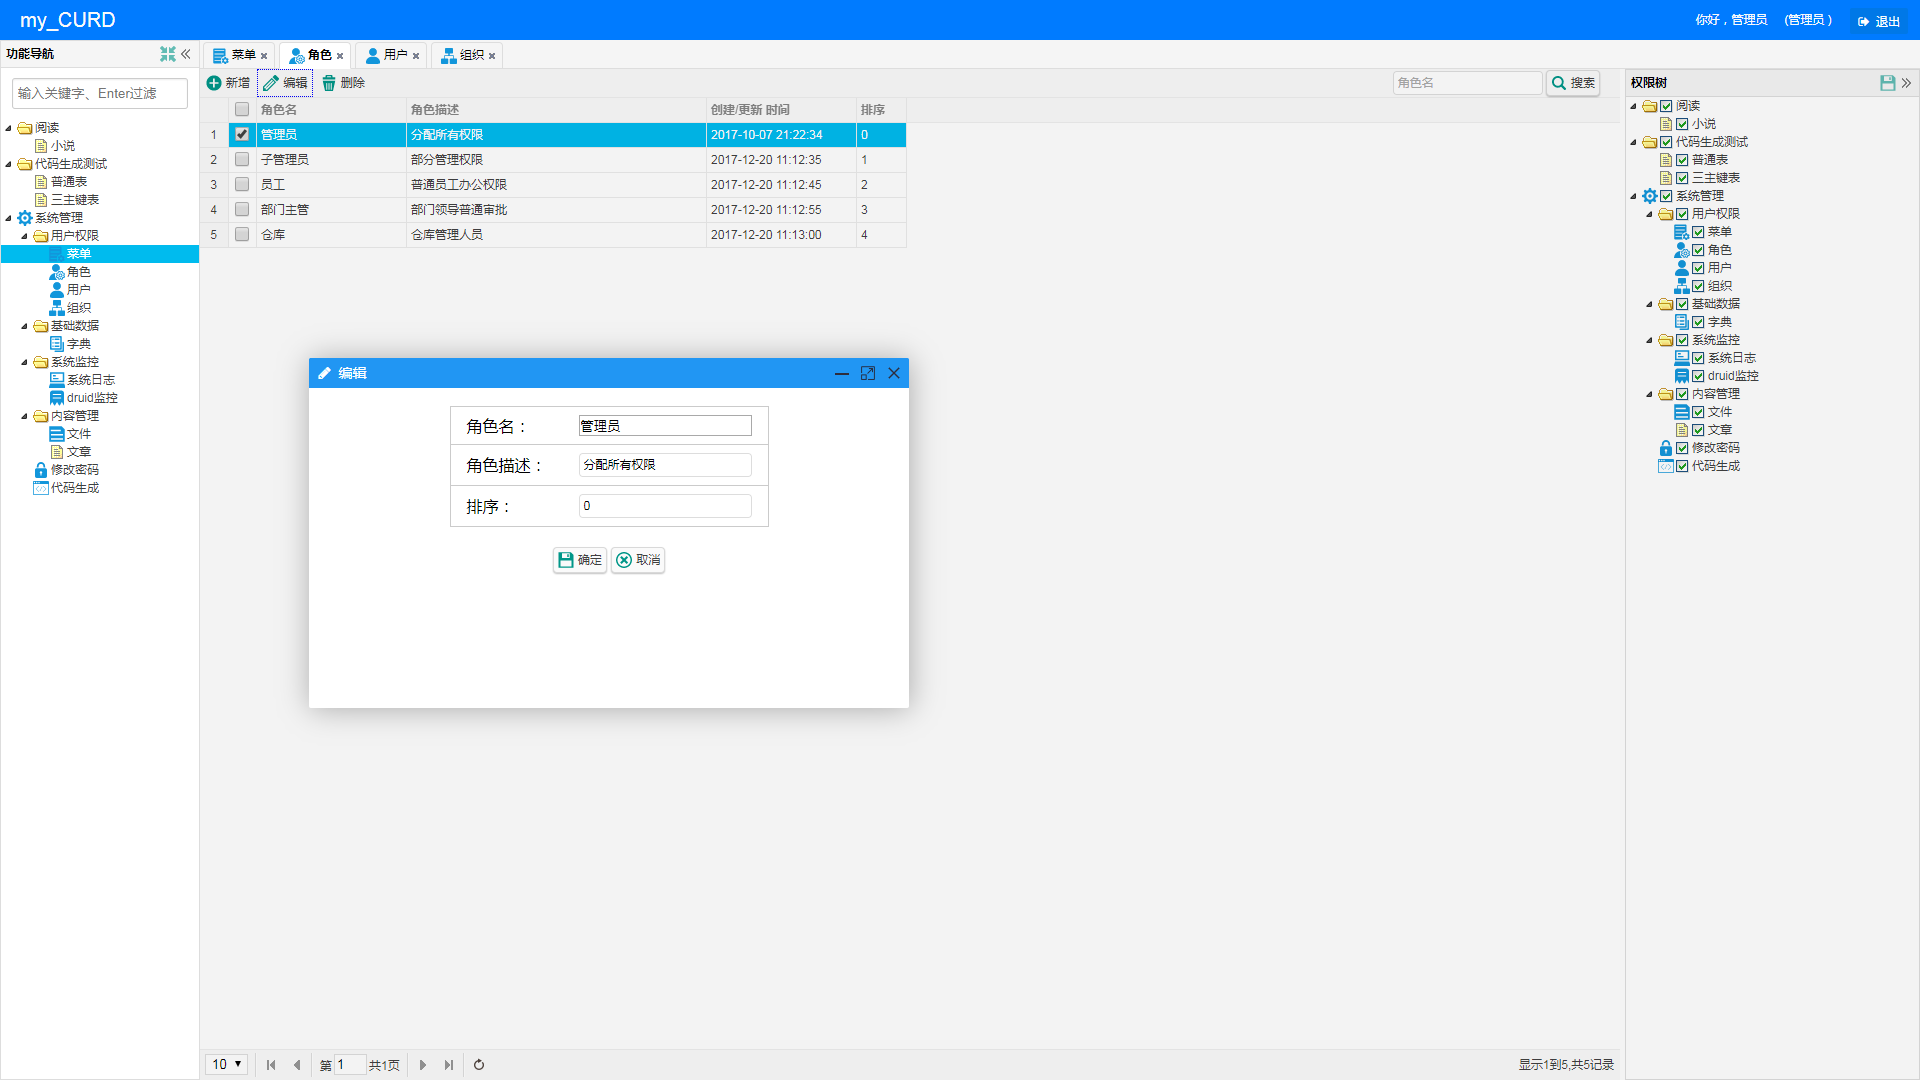 my_CURD
你好，管理员 (管理员 ) 退出
功能导航
输入关键字、Enter过滤
阅读
小说
代码生成测试
普通表
三主键表
系统管理
用户权限
菜单
角色
用户
组织
基础数据
字典
系统监控
系统日志
druid监控
内容管理
文件
文章
修改密码
代码生成
菜单 角色 用户 组织
新增 编辑 删除 角色名 搜索
角色名 角色描述 创建/更新 时间 排序
1 管理员 分配所有权限 2017-10-07 21:22:34 0
2 子管理员 部分管理权限 2017-12-20 11:12:35 1
3 员工 普通员工办公权限 2017-12-20 11:12:45 2
4 部门主管 部门领导普通审批 2017-12-20 11:12:55 3
5 仓库 仓库管理人员 2017-12-20 11:13:00 4
编辑
角色名： 管理员
角色描述： 分配所有权限
排序： 0
确定 取消
10 第 1 共1页 显示1到5,共5记录
权限树
阅读
小说
代码生成测试
普通表
三主键表
系统管理
用户权限
菜单
角色
用户
组织
基础数据
字典
系统监控
系统日志
druid监控
内容管理
文件
文章
修改密码
代码生成